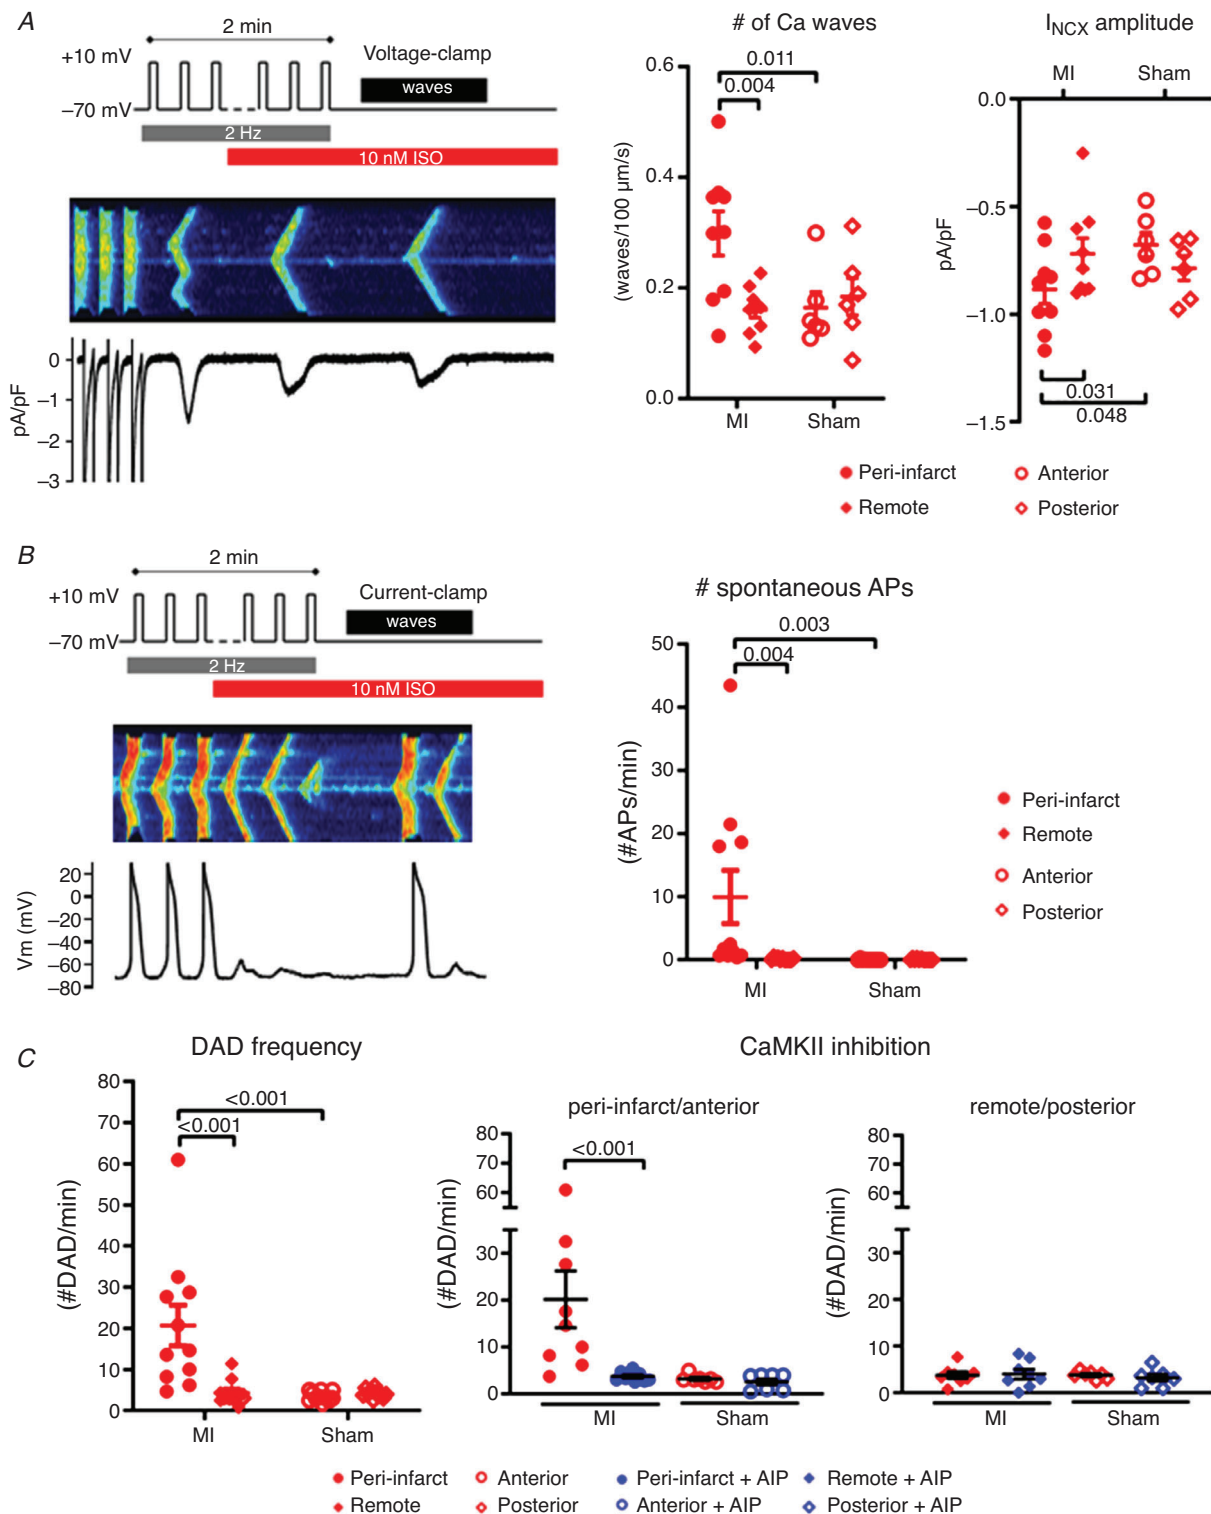 A
2 min
+10 mV
–70 mV
Voltage-clamp
waves
2 Hz
10 nM ISO
0
–1
–2
–3
pA/pF
# of Ca waves
0.6
0.4
0.2
0.0
(waves/100 µm/s)
0.011
0.004
MI
Sham
INCX amplitude
MI
Sham
0.0
–0.5
–1.0
–1.5
pA/pF
0.031
0.048
Peri-infarct
Anterior
Remote
Posterior
B
2 min
+10 mV
–70 mV
Current-clamp
waves
2 Hz
10 nM ISO
20
0
–20
–40
–60
–80
Vm (mV)
# spontaneous APs
50
40
30
20
10
0
(#APs/min)
0.003
0.004
MI
Sham
Peri-infarct
Remote
Anterior
Posterior
C
DAD frequency
80
70
60
50
40
30
20
10
0
(#DAD/min)
<0.001
<0.001
MI
Sham
CaMKII inhibition
peri-infarct/anterior
80
70
60
30
20
10
0
(#DAD/min)
<0.001
MI
Sham
remote/posterior
80
70
60
30
20
10
0
(#DAD/min)
MI
Sham
Peri-infarct
Anterior
Peri-infarct + AIP
Remote + AIP
Remote
Posterior
Anterior + AIP
Posterior + AIP